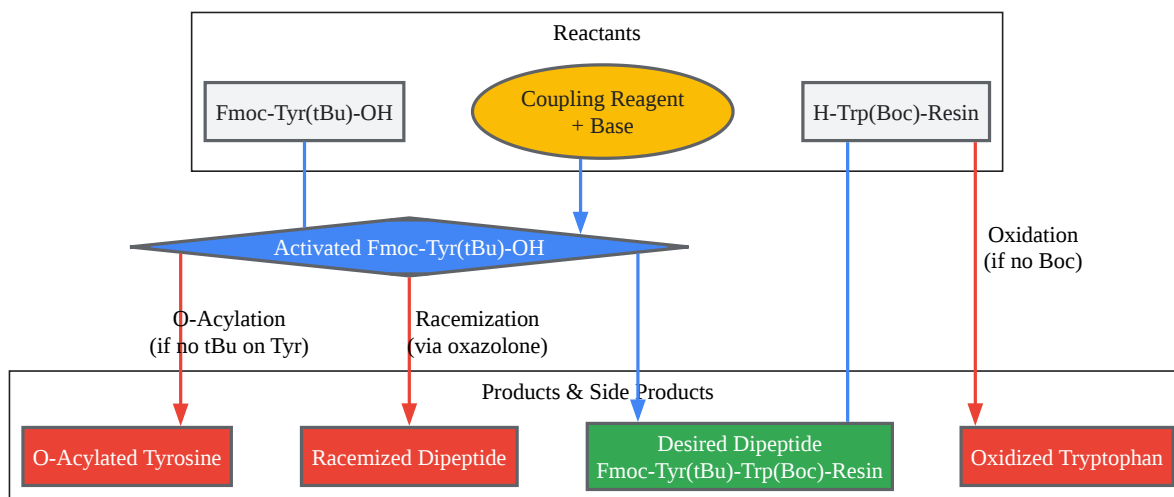 Reactants
Fmoc-Tyr(tBu)-OH
Coupling Reagent
+ Base
H-Trp(Boc)-Resin
Activated Fmoc-Tyr(tBu)-OH
Oxidation
(if no Boc)
O-Acylation
(if no tBu on Tyr)
Racemization
(via oxazolone)
Products & Side Products
O-Acylated Tyrosine
Racemized Dipeptide
Desired Dipeptide
Fmoc-Tyr(tBu)-Trp(Boc)-Resin
Oxidized Tryptophan